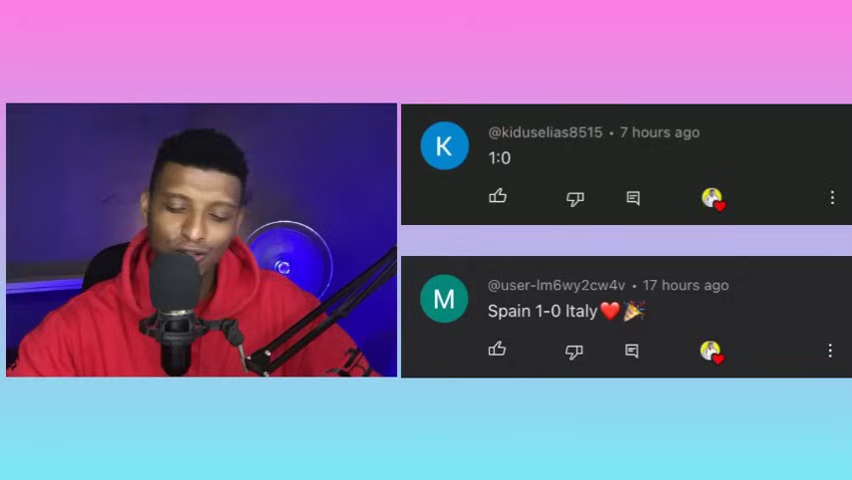 K
@kiduselias8515 • 7 hours ago
1:0
M
@user-lm6wy2cw4v • 17 hours ago
Spain 1-0 Italy❤️🎉